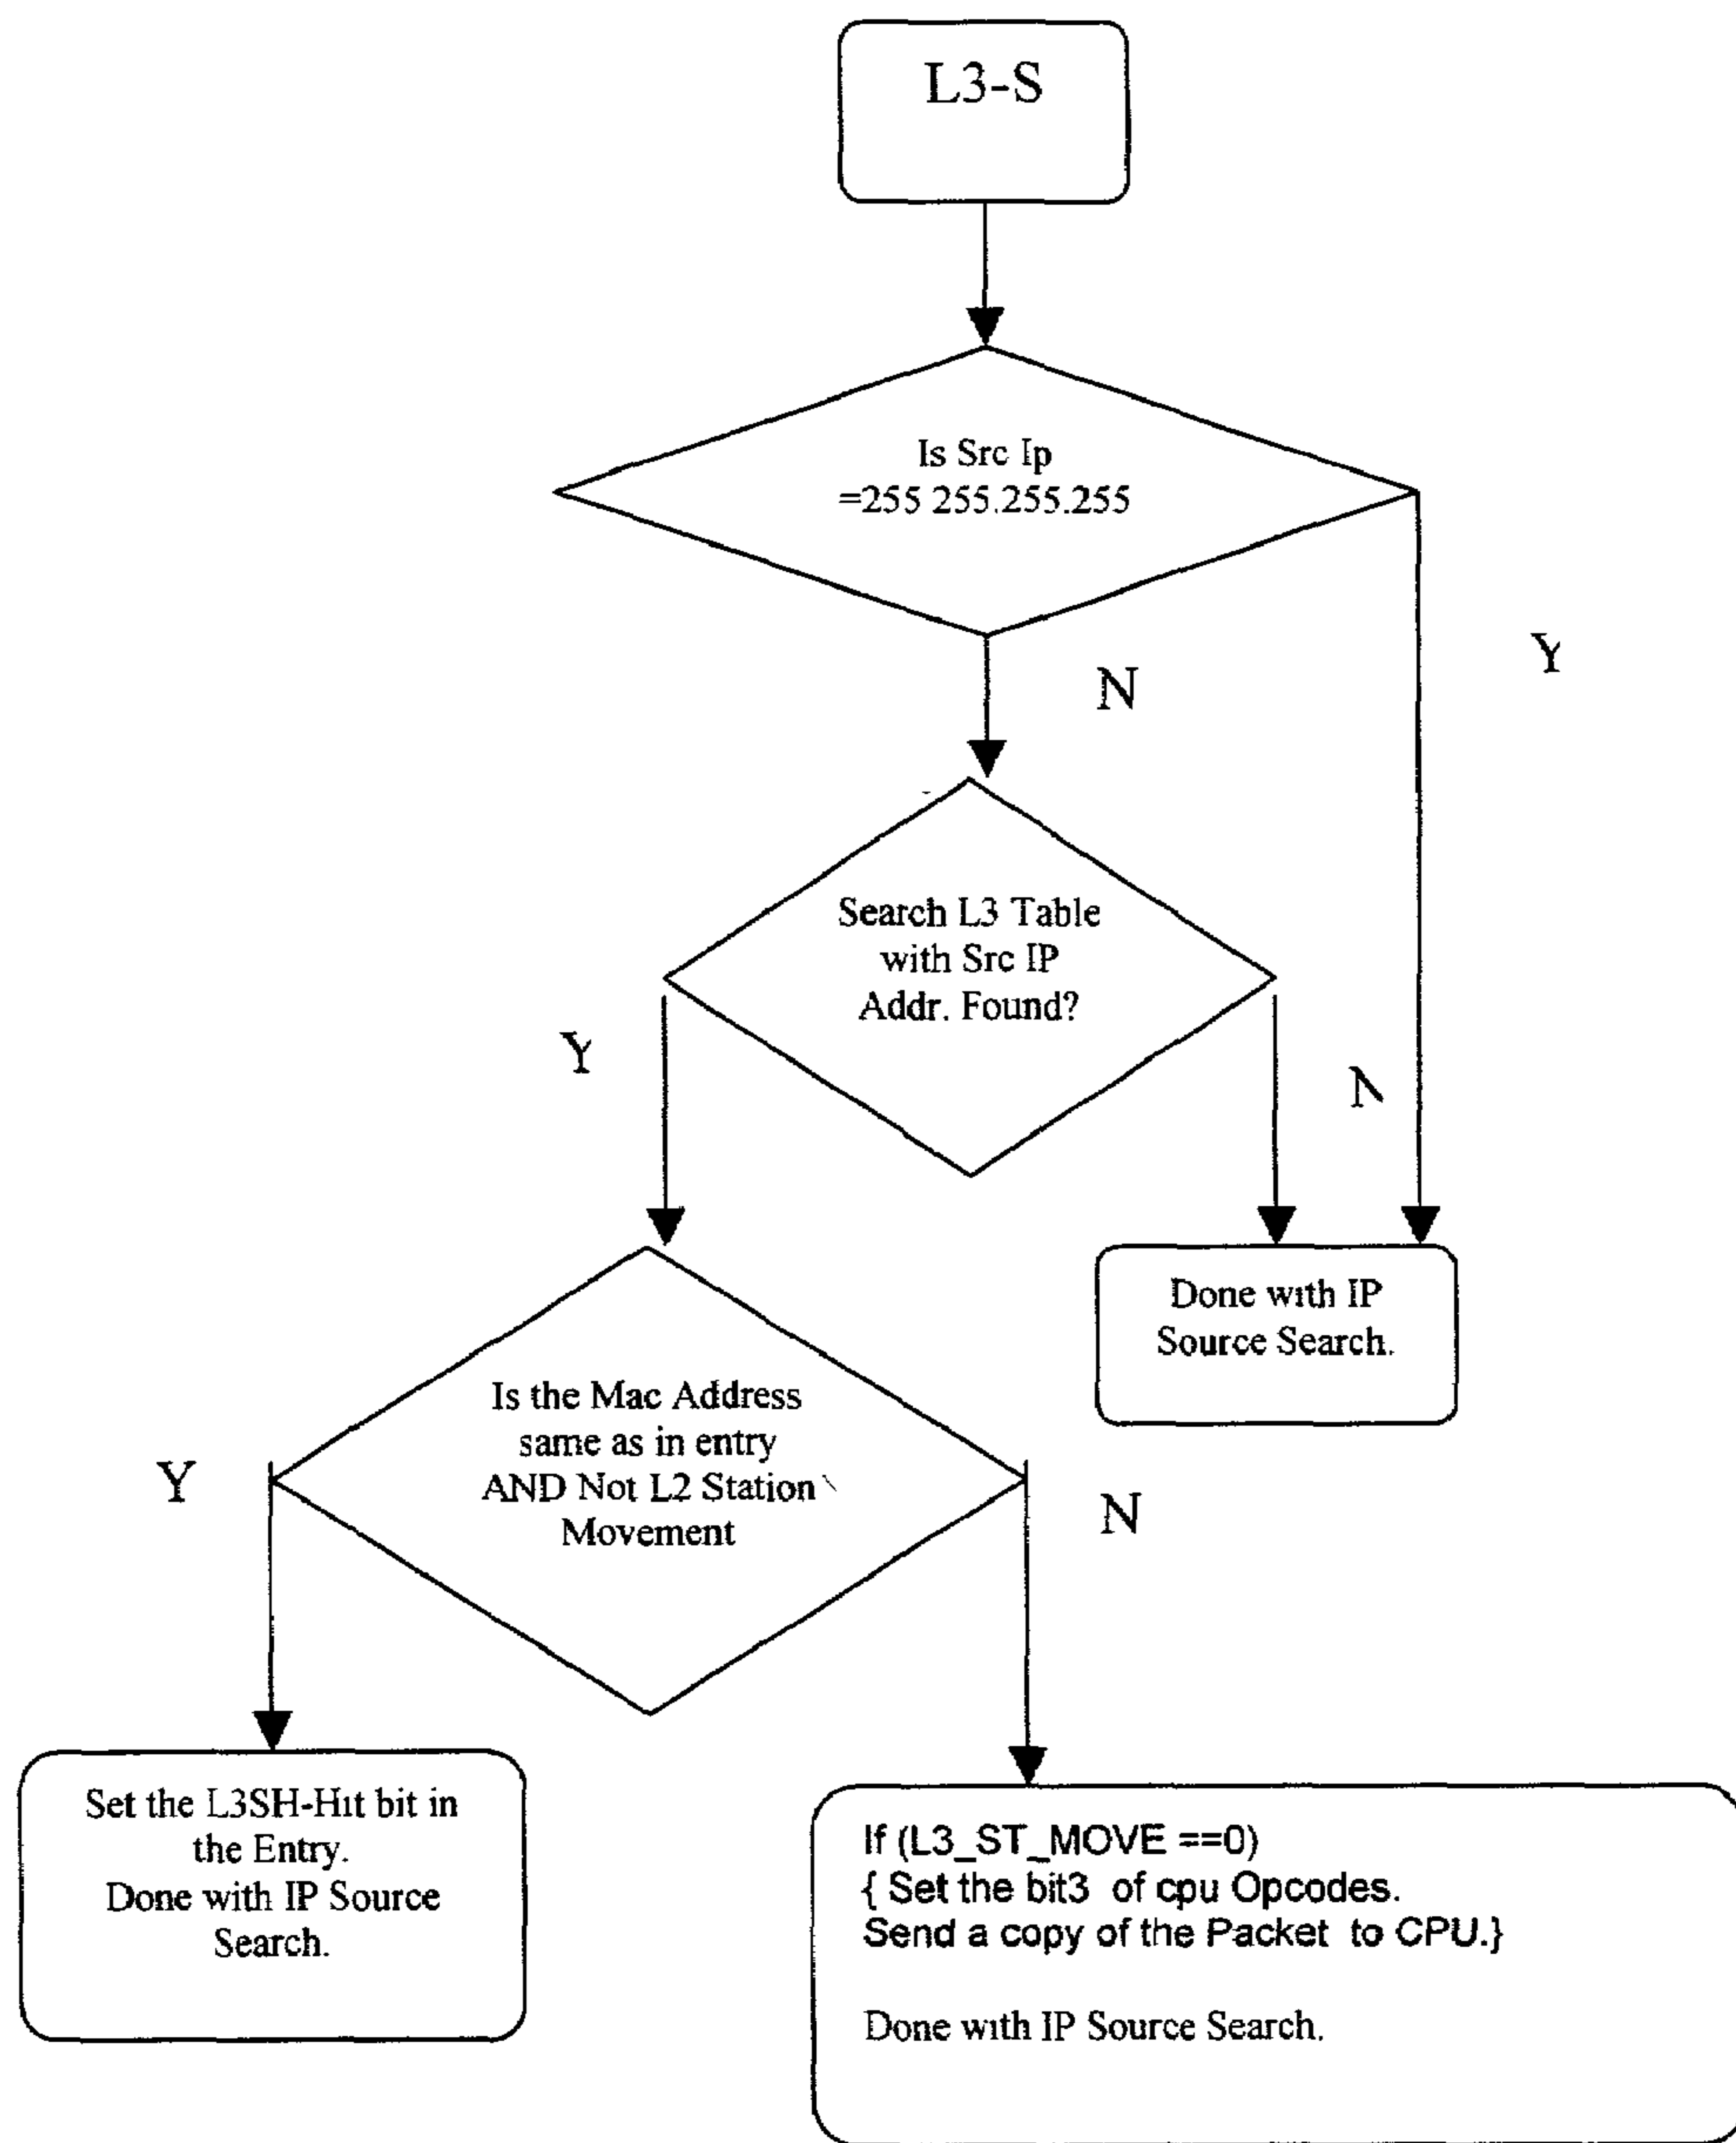 L3-S
Is Src Ip
=255 255.255.255
Y
N
Search L3 Table
with Src IP
Addr. Found?
Y
N
Done with IP
Source Search.
Is the Mac Address
same as in entry
AND Not L2 Station
Movement
Y
N
Set the L3SH-Hit bit in
the Entry.
Done with IP Source
Search.
If (L3_ST_MOVE ==0)
{ Set the bit3 of cpu Opcodes.
Send a copy of the Packet to CPU.}
Done with IP Source Search.